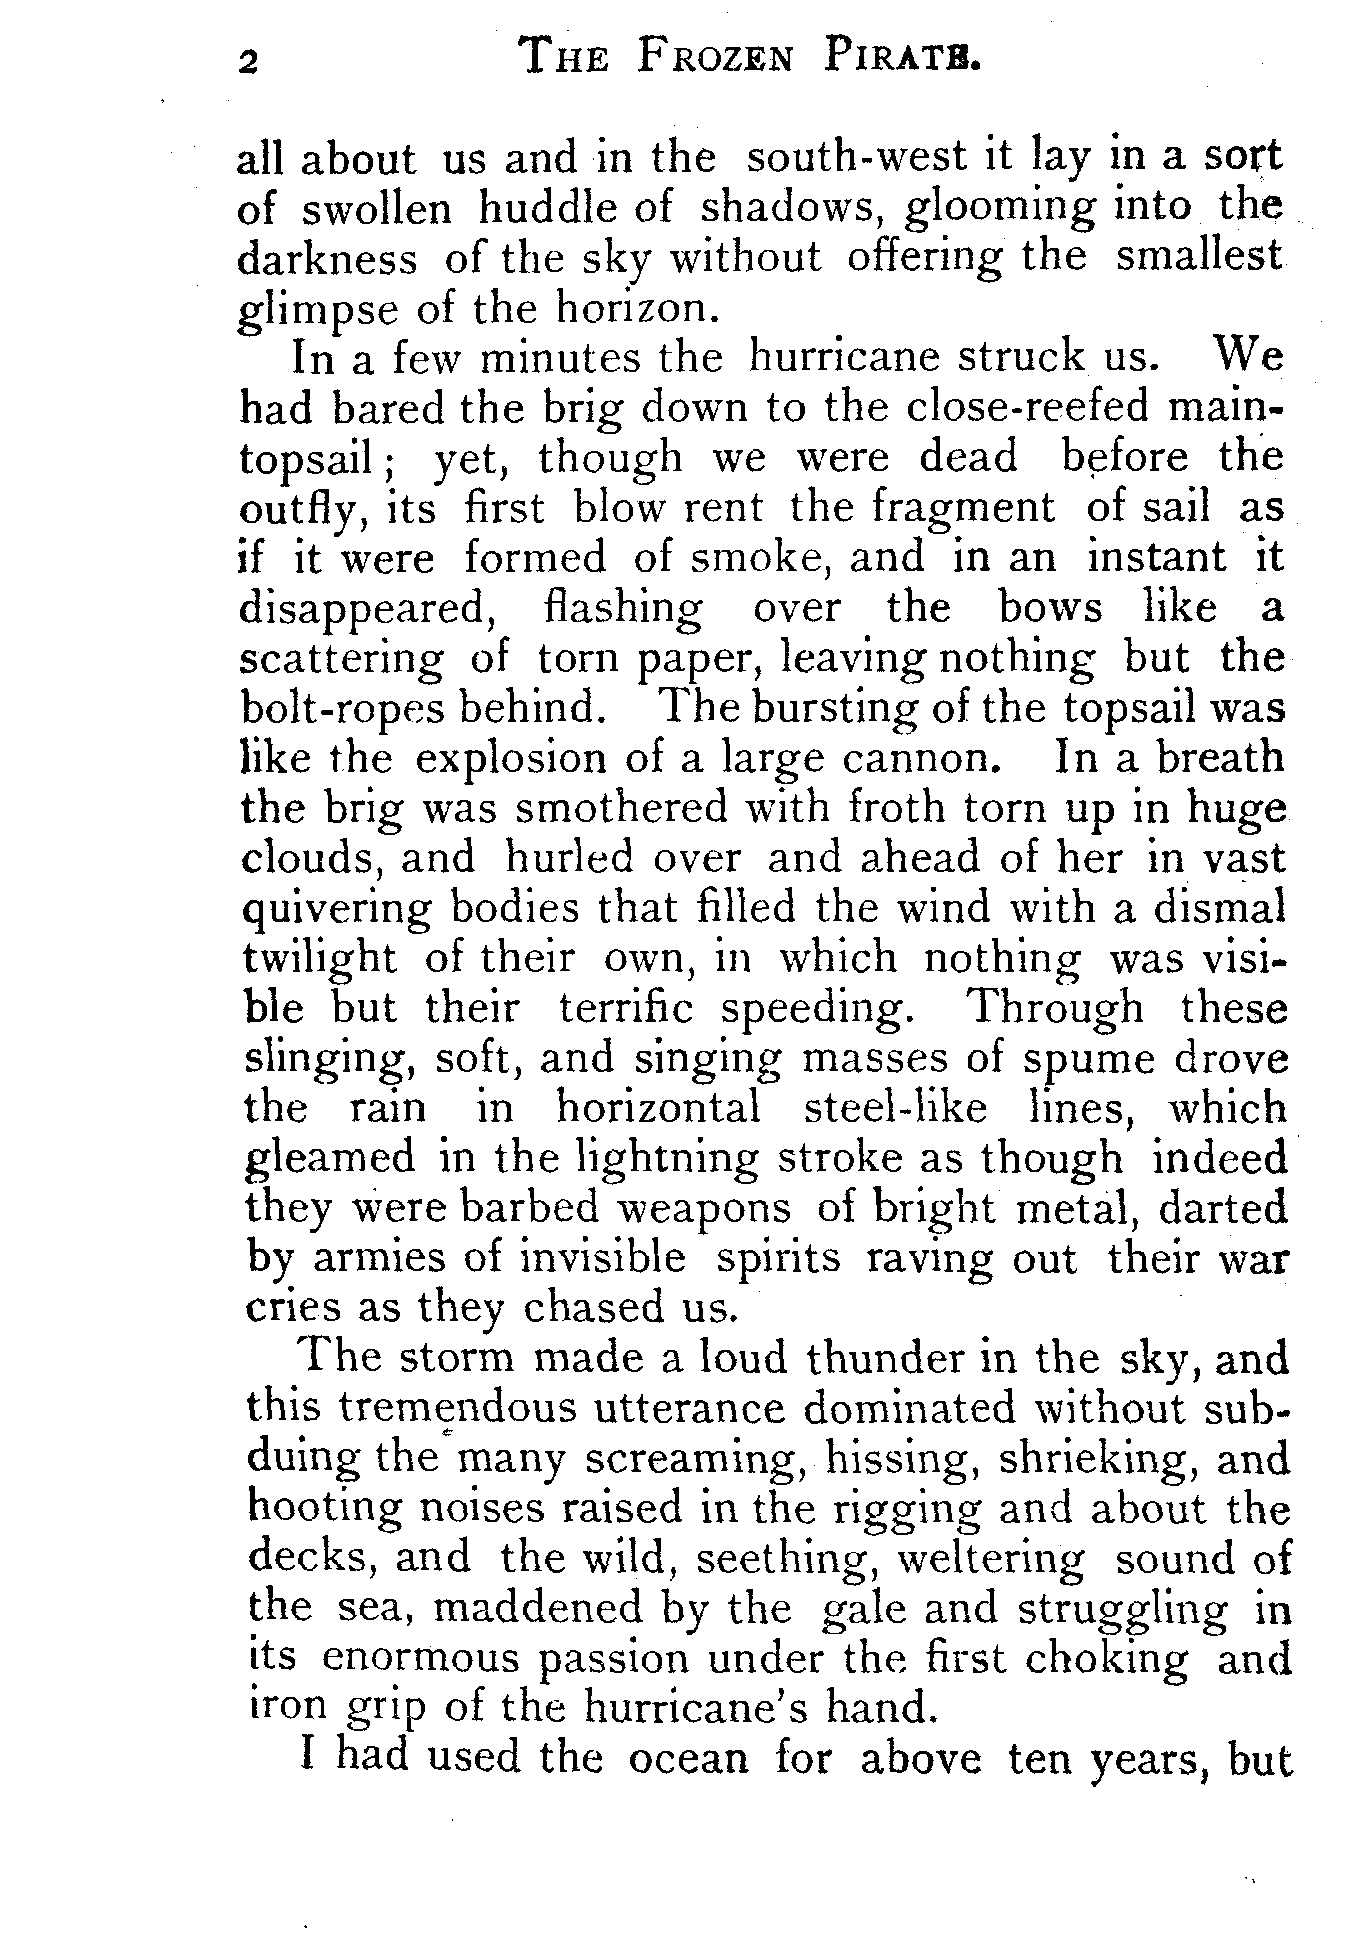 2 THE FROZEN PIRATE.
all about us and in the south-west it lay in a sort
of swollen huddle of shadows, glooming into the
darkness of the sky without offering the smallest
glimpse of the horizon.
In a few minutes the hurricane struck us. We
had bared the brig down to the close-reefed main-
topsail; yet, though we were dead before the
outfly, its first blow rent the fragment of sail as
if it were formed of smoke, and in an instant it
disappeared, flashing over the bows like a
scattering of torn paper, leaving nothing but the
bolt-ropes behind. The bursting of the topsail was
like the explosion of a large cannon. In a breath
the brig was smothered with froth torn up in huge
clouds, and hurled over and ahead of her in vast
quivering bodies that filled the wind with a dismal
twilight of their own, in which nothing was visi-
ble but their terrific speeding. Through these
slinging, soft, and singing masses of spume drove
the rain in horizontal steel-like lines, which
gleamed in the lightning stroke as though indeed
they were barbed weapons of bright metal, darted
by armies of invisible spirits raving out their war
cries as they chased us.
The storm made a loud thunder in the sky, and
this tremendous utterance dominated without sub-
duing the many screaming, hissing, shrieking, and
hooting noises raised in the rigging and about the
decks, and the wild, seething, weltering sound of
the sea, maddened by the gale and struggling in
its enormous passion under the first choking and
iron grip of the hurricane's hand.
I had used the ocean for above ten years, but